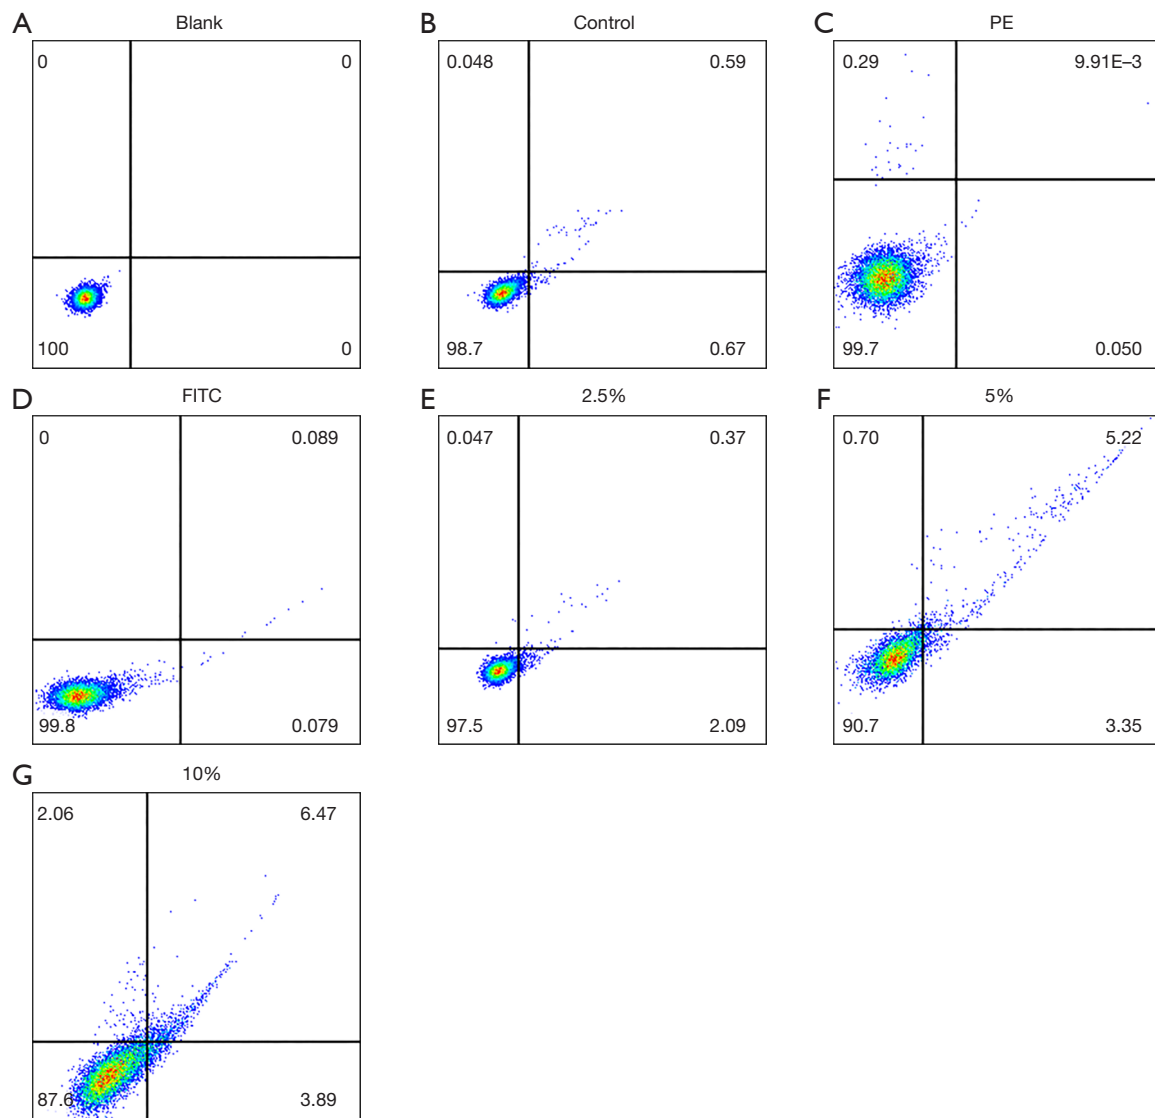 A Blank
0 0
100 0
B Control
0.048 0.59
98.7 0.67
C PE
0.29 9.91E–3
99.7 0.050
D FITC
0 0.089
99.8 0.079
E 2.5%
0.047 0.37
97.5 2.09
F 5%
0.70 5.22
90.7 3.35
G 10%
2.06 6.47
87.6 3.89